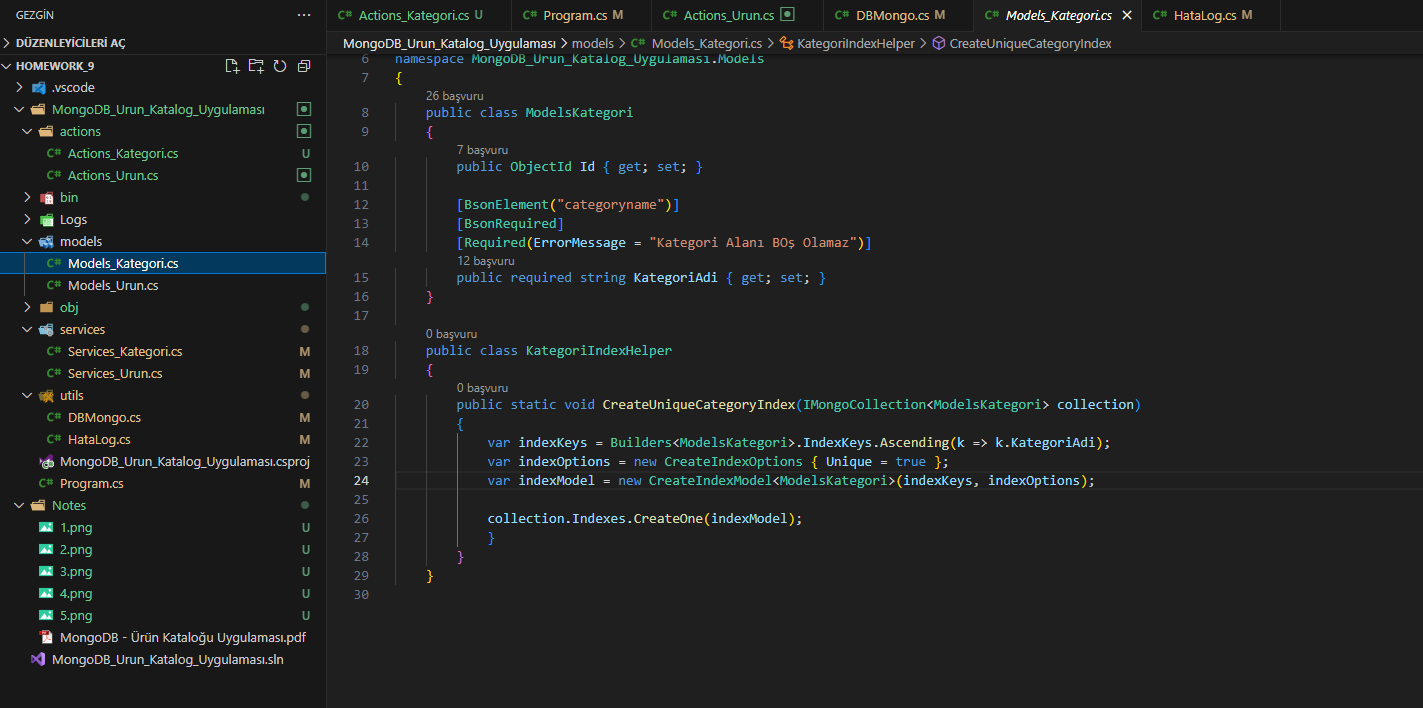 GEZGİN ···
DÜZENLEYİCİLERİ AÇ
HOMEWORK_9
.vscode
MongoDB_Urun_Katalog_Uygulaması
actions
C# Actions_Kategori.cs U
C# Actions_Urun.cs
bin
Logs
models
C# Models_Kategori.cs
C# Models_Urun.cs
obj
services
C# Services_Kategori.cs M
C# Services_Urun.cs M
utils
C# DBMongo.cs M
C# HataLog.cs M
MongoDB_Urun_Katalog_Uygulaması.csproj
C# Program.cs M
Notes
1.png U
2.png U
3.png U
4.png U
5.png U
MongoDB - Ürün Kataloğu Uygulaması.pdf
MongoDB_Urun_Katalog_Uygulaması.sln
C# Actions_Kategori.cs U C# Program.cs M C# Actions_Urun.cs C# DBMongo.cs M C# Models_Kategori.cs C# HataLog.cs M
MongoDB_Urun_Katalog_Uygulaması > models > C# Models_Kategori.cs > KategoriIndexHelper > CreateUniqueCategoryIndex
6 namespace MongoDB_Urun_Katalog_Uygulaması.Models
7 {
26 başvuru
8 public class ModelsKategori
9 {
7 başvuru
10 public ObjectId Id { get; set; }
11
12 [BsonElement("categoryname")]
13 [BsonRequired]
14 [Required(ErrorMessage = "Kategori Alanı BOş Olamaz")]
12 başvuru
15 public required string KategoriAdi { get; set; }
16 }
17
0 başvuru
18 public class KategoriIndexHelper
19 {
0 başvuru
20 public static void CreateUniqueCategoryIndex(IMongoCollection<ModelsKategori> collection)
21 {
22 var indexKeys = Builders<ModelsKategori>.IndexKeys.Ascending(k => k.KategoriAdi);
23 var indexOptions = new CreateIndexOptions { Unique = true };
24 var indexModel = new CreateIndexModel<ModelsKategori>(indexKeys, indexOptions);
25
26 collection.Indexes.CreateOne(indexModel);
27 }
28 }
29 }
30